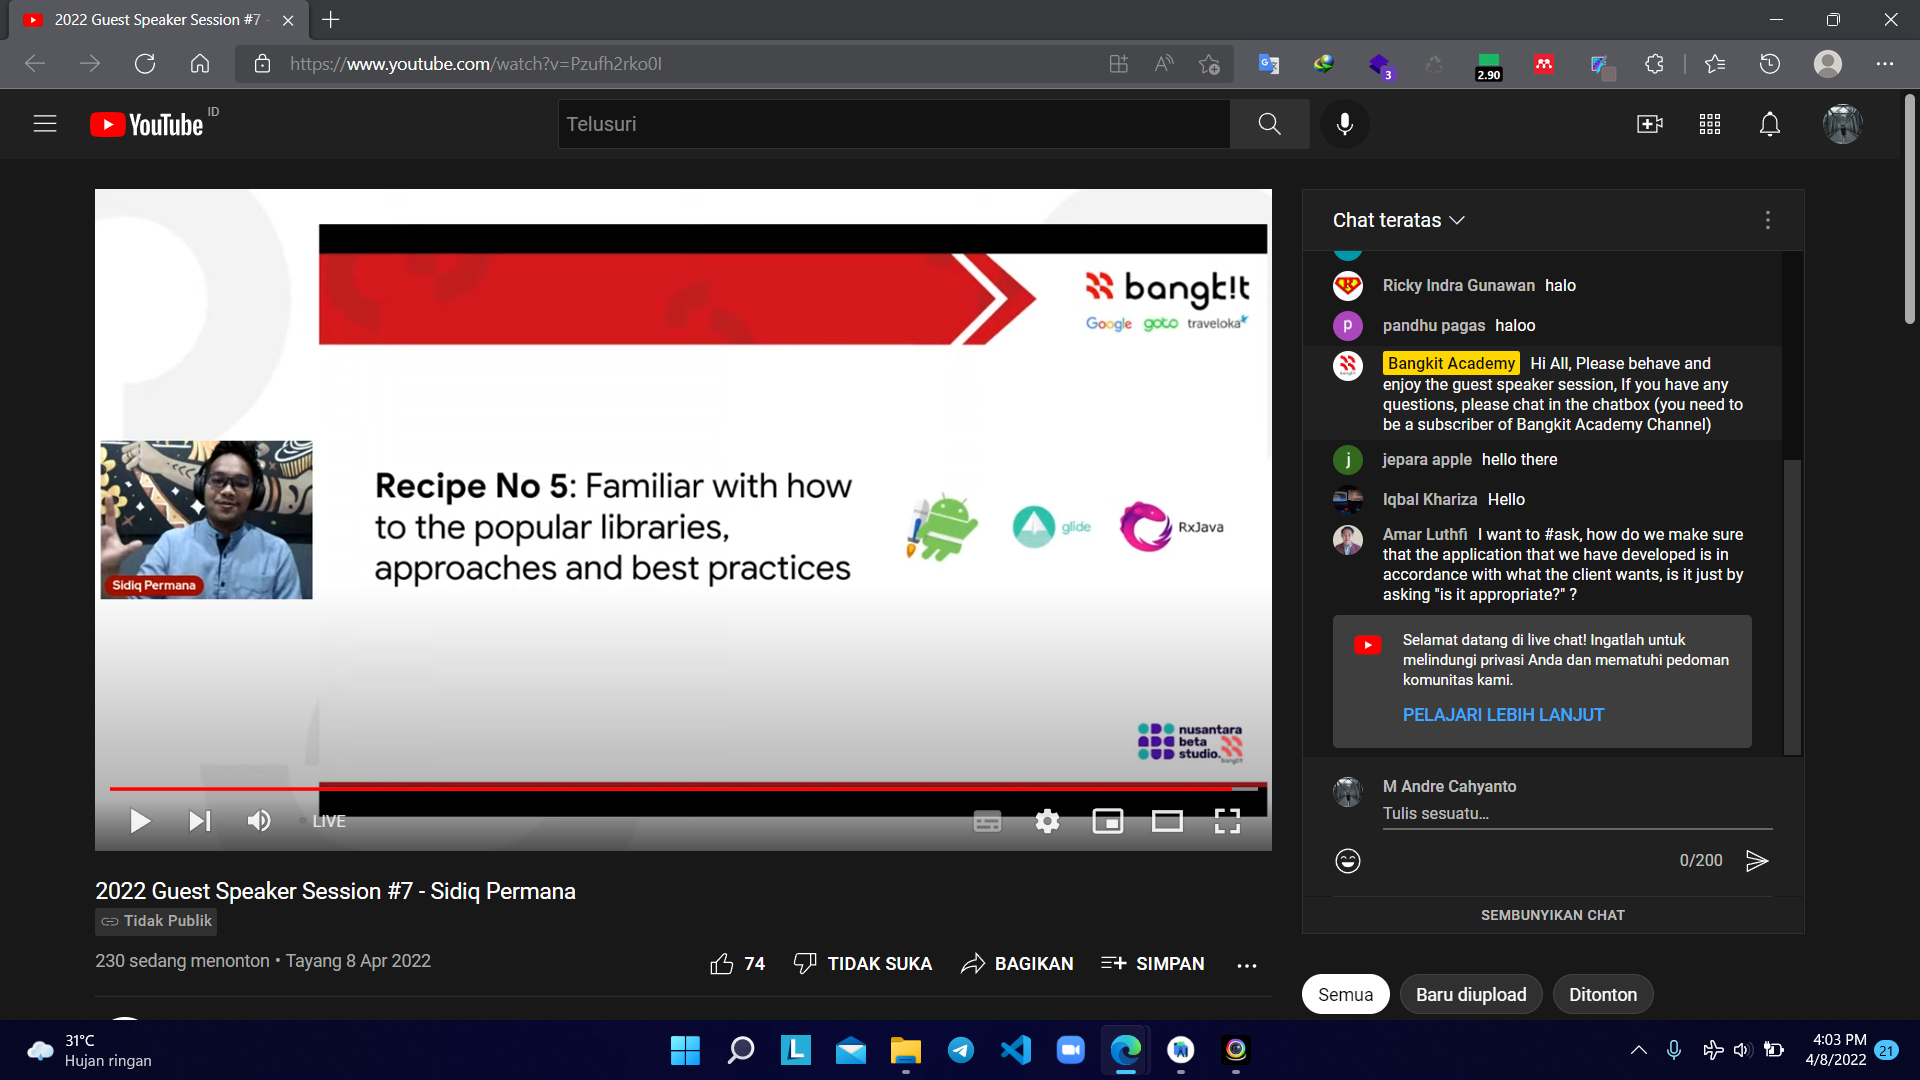 2022 Guest Speaker Session #7 -
https://www.youtube.com/watch?v=Pzufh2rko0I
3
2.90
YouTube ID
Telusuri
bangk!t
Google goto traveloka
Recipe No 5: Familiar with how
to the popular libraries,
approaches and best practices
glide
RxJava
Sidiq Permana
nusantara
beta
studio.
bangk!t
LIVE
2022 Guest Speaker Session #7 - Sidiq Permana
Tidak Publik
230 sedang menonton • Tayang 8 Apr 2022
74
TIDAK SUKA
BAGIKAN
SIMPAN
Chat teratas
Ricky Indra Gunawan halo
p
pandhu pagas haloo
Bangkit Academy Hi All, Please behave and
enjoy the guest speaker session, If you have any
questions, please chat in the chatbox (you need to
be a subscriber of Bangkit Academy Channel)
j
jepara apple hello there
Iqbal Khariza Hello
Amar Luthfi I want to #ask, how do we make sure
that the application that we have developed is in
accordance with what the client wants, is it just by
asking "is it appropriate?" ?
Selamat datang di live chat! Ingatlah untuk
melindungi privasi Anda dan mematuhi pedoman
komunitas kami.
PELAJARI LEBIH LANJUT
M Andre Cahyanto
Tulis sesuatu...
0/200
SEMBUNYIKAN CHAT
Semua
Baru diupload
Ditonton
31°C
Hujan ringan
L
4:03 PM
4/8/2022
21